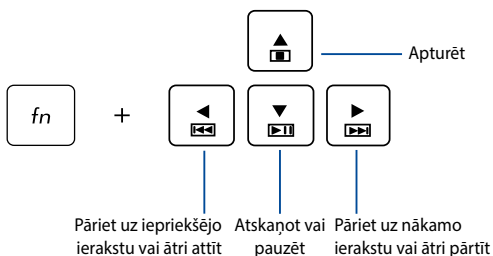 Apturēt
fn +
Pāriet uz iepriekšējo
ierakstu vai ātri attīt
Atskaņot vai
pauzēt
Pāriet uz nākamo
ierakstu vai ātri pārtīt